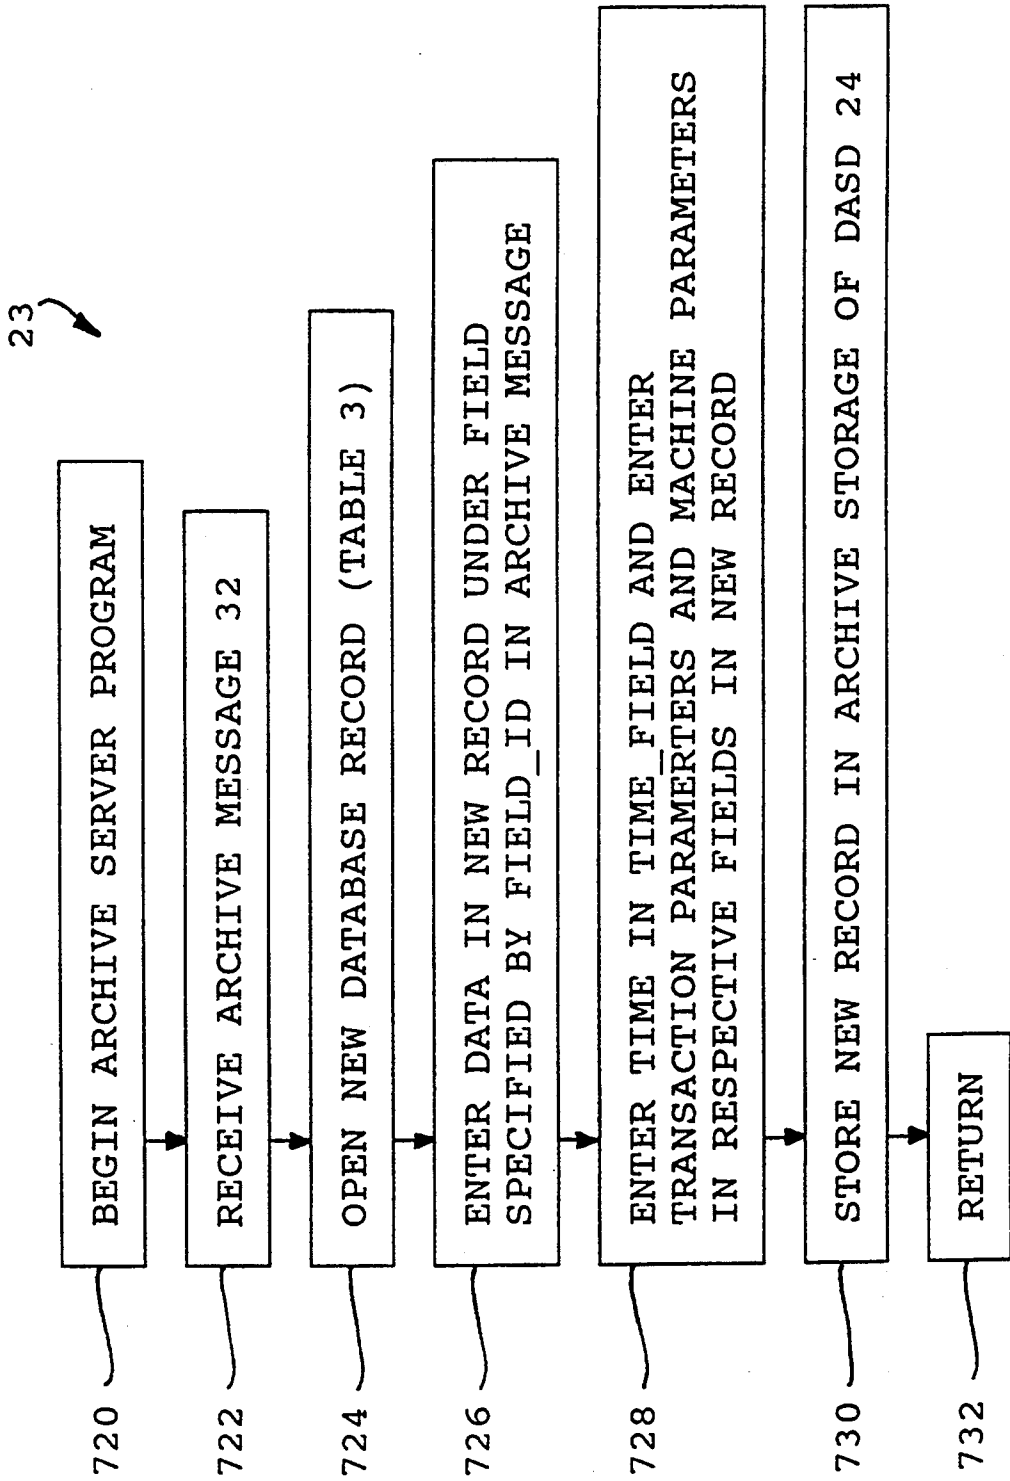 23
720 BEGIN ARCHIVE SERVER PROGRAM
722 RECEIVE ARCHIVE MESSAGE 32
724 OPEN NEW DATABASE RECORD (TABLE 3)
726 ENTER DATA IN NEW RECORD UNDER FIELD
SPECIFIED BY FIELD_ID IN ARCHIVE MESSAGE
728 ENTER TIME IN TIME_FIELD AND ENTER
TRANSACTION PARAMERTERS AND MACHINE PARAMETERS
IN RESPECTIVE FIELDS IN NEW RECORD
730 STORE NEW RECORD IN ARCHIVE STORAGE OF DASD 24
732 RETURN